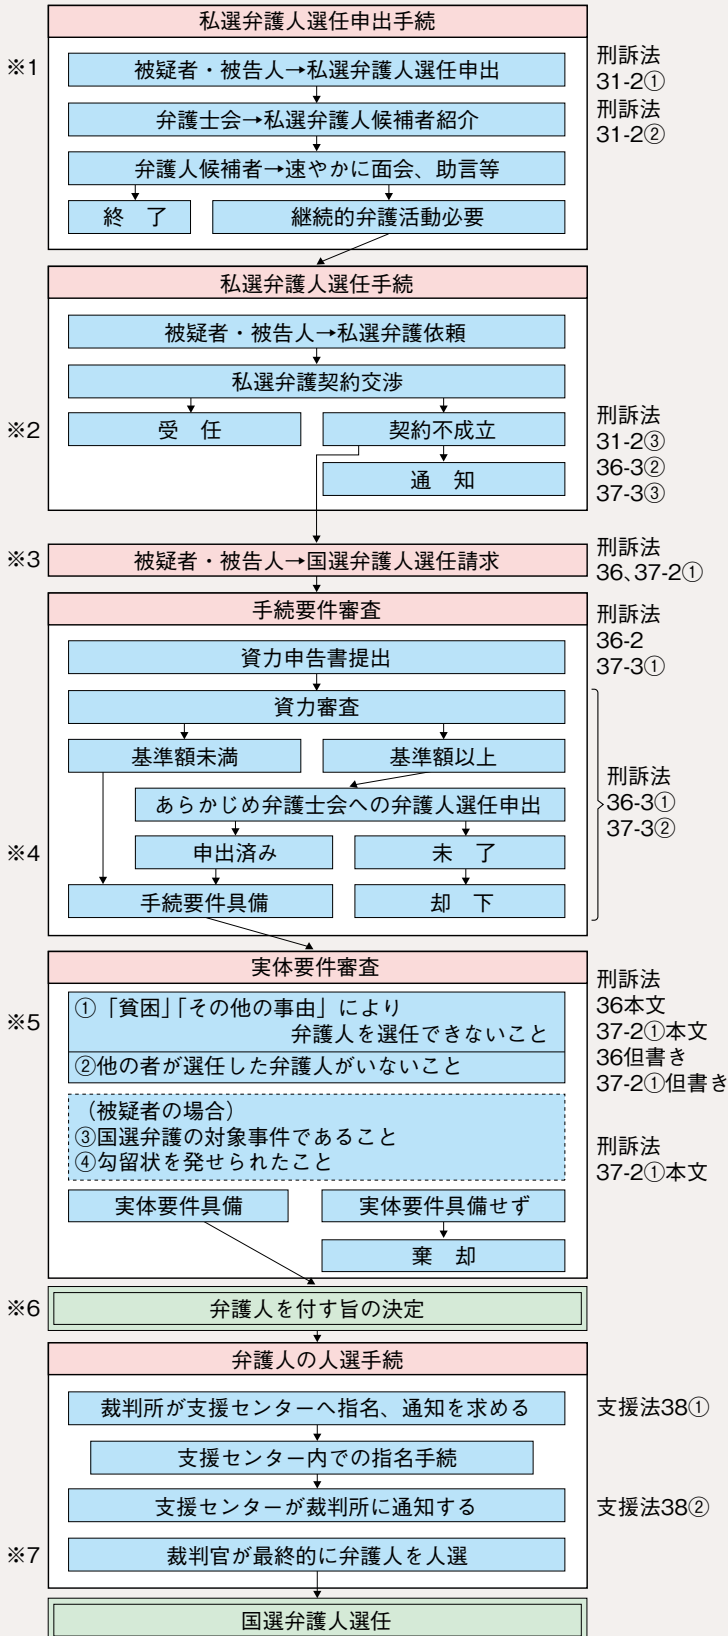 私選弁護人選任申出手続
※1
被疑者・被告人→私選弁護人選任申出
刑訴法
31-2①
弁護士会→私選弁護人候補者紹介
刑訴法
31-2②
弁護人候補者→速やかに面会、助言等
終 了
継続的弁護活動必要
私選弁護人選任手続
被疑者・被告人→私選弁護依頼
私選弁護契約交渉
※2
受 任
契約不成立
刑訴法
31-2③
36-3②
37-3③
通 知
※3
被疑者・被告人→国選弁護人選任請求
刑訴法
36、37-2①
手続要件審査
刑訴法
36-2
37-3①
資力申告書提出
資力審査
基準額未満
基準額以上
刑訴法
36-3①
37-3②
あらかじめ弁護士会への弁護人選任申出
※4
申出済み
未 了
手続要件具備
却 下
実体要件審査
※5
①「貧困」「その他の事由」により
弁護人を選任できないこと
②他の者が選任した弁護人がいないこと
刑訴法
36本文
37-2①本文
36但書き
37-2①但書き
（被疑者の場合）
③国選弁護の対象事件であること
④勾留状を発せられたこと
刑訴法
37-2①本文
実体要件具備
実体要件具備せず
棄 却
※6
弁護人を付す旨の決定
弁護人の人選手続
裁判所が支援センターへ指名、通知を求める
支援法38①
支援センター内での指名手続
支援センターが裁判所に通知する
支援法38②
※7
裁判官が最終的に弁護人を人選
国選弁護人選任